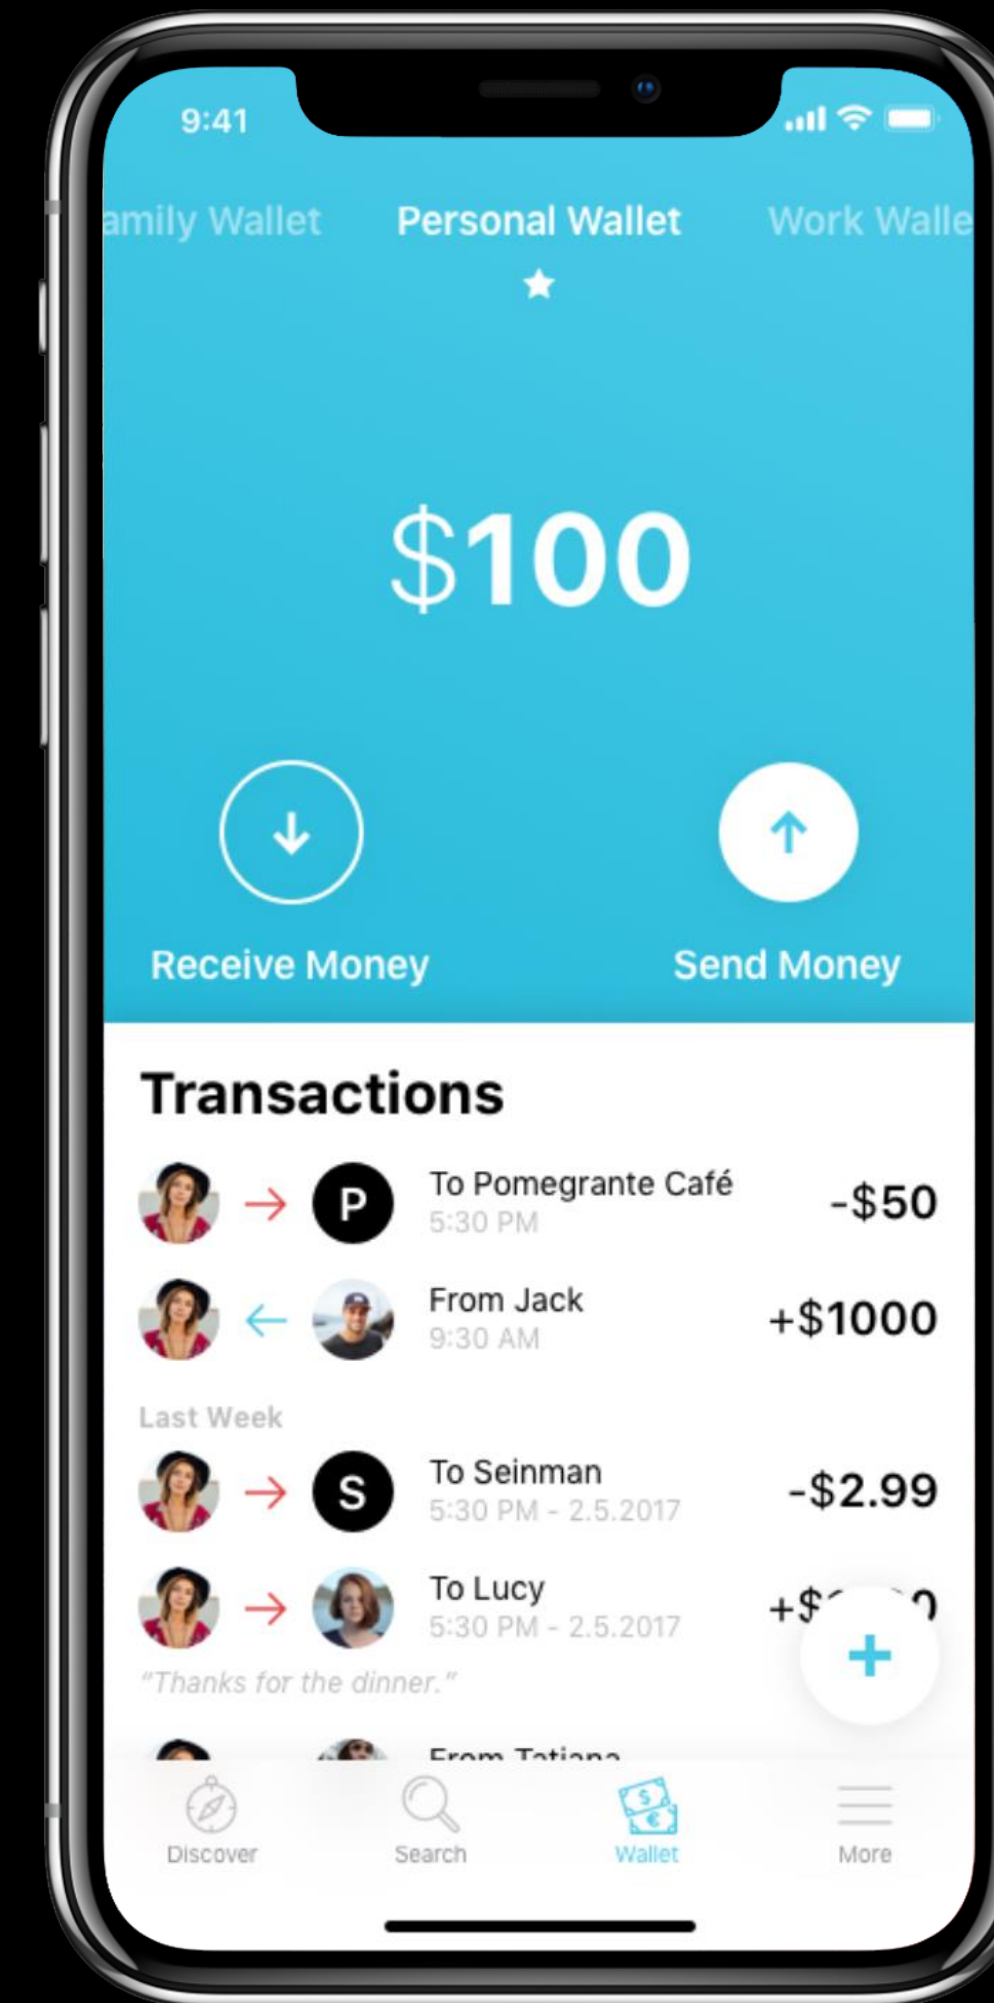 9:41
amily Wallet Personal Wallet Work Walle
$100
Receive Money Send Money
Transactions
P To Pomegrante Café -$50
5:30 PM
From Jack +$1000
9:30 AM
Last Week
S To Seinman -$2.99
5:30 PM - 2.5.2017
To Lucy
5:30 PM - 2.5.2017
“Thanks for the dinner.”
+
From Tatiana
$ €
Discover Search Wallet More